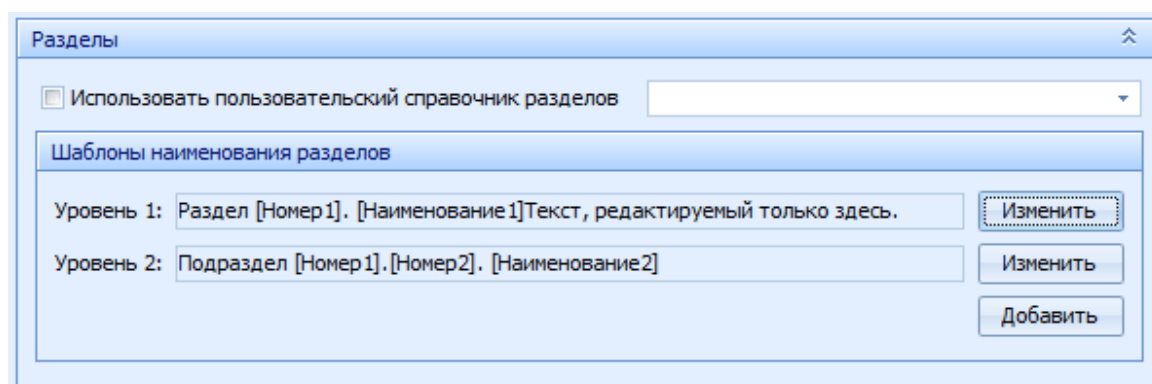 Разделы
Использовать пользовательский справочник разделов
Шаблоны наименования разделов
Уровень 1: Раздел [Номер1]. [Наименование1]Текст, редактируемый только здесь. Изменить
Уровень 2: Подраздел [Номер1].[Номер2]. [Наименование2] Изменить
Добавить